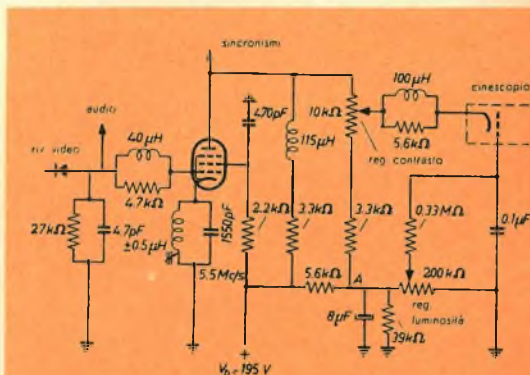 sincronismi
audio
riv. video
40µH
4.7kΩ
27kΩ
4.7pF
±0.5µH
1550pF
5.5Mc/s
470pF
115µH
2.2kΩ
3.3kΩ
10kΩ
reg. contrasto
3.3kΩ
100µH
5.6kΩ
cinescopio
0.33MΩ
0.1µF
5.6kΩ
A
200kΩ
reg.
luminosità
8µF
39kΩ
+
195 V